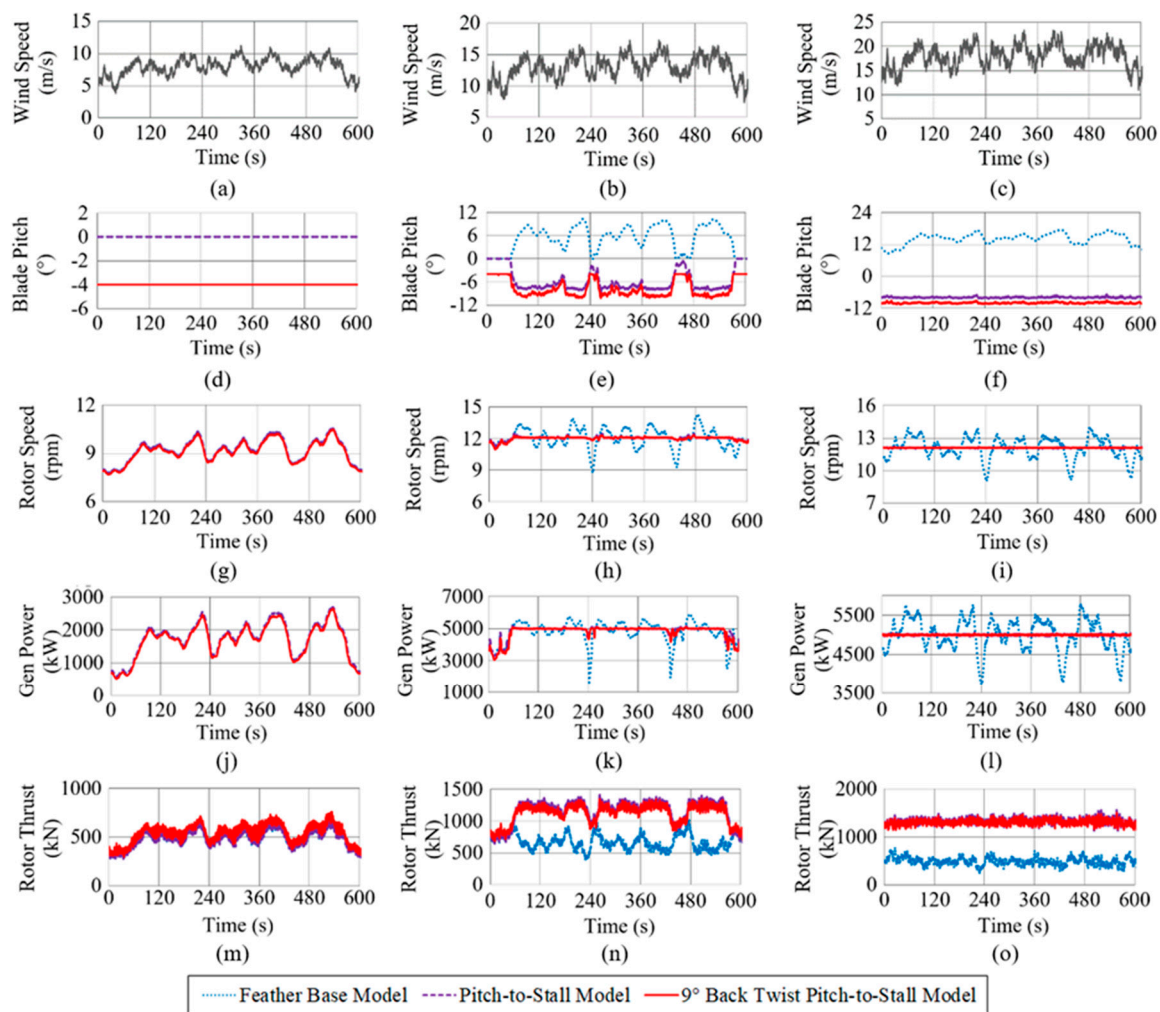 Wind Speed (m/s)
15
10
5
0
0 120 240 360 480 600
Time (s)
(a)
Wind Speed (m/s)
20
15
10
5
0 120 240 360 480 600
Time (s)
(b)
Wind Speed (m/s)
25
20
15
10
5
0 120 240 360 480 600
Time (s)
(c)
Blade Pitch (°)
2
0
-2
-4
-6
0 120 240 360 480 600
Time (s)
(d)
Blade Pitch (°)
12
6
0
-6
-12
0 120 240 360 480 600
Time (s)
(e)
Blade Pitch (°)
24
12
0
-12
0 120 240 360 480 600
Time (s)
(f)
Rotor Speed (rpm)
12
9
6
0 120 240 360 480 600
Time (s)
(g)
Rotor Speed (rpm)
15
12
9
6
0 120 240 360 480 600
Time (s)
(h)
Rotor Speed (rpm)
16
13
10
7
0 120 240 360 480 600
Time (s)
(i)
Gen Power (kW)
3000
2000
1000
0
0 120 240 360 480 600
Time (s)
(j)
Gen Power (kW)
7000
5000
3000
1000
0 120 240 360 480 600
Time (s)
(k)
Gen Power (kW)
5500
4500
3500
0 120 240 360 480 600
Time (s)
(l)
Rotor Thrust (kN)
1000
500
0
0 120 240 360 480 600
Time (s)
(m)
Rotor Thrust (kN)
1500
1000
500
0
0 120 240 360 480 600
Time (s)
(n)
Rotor Thrust (kN)
2000
1000
0
0 120 240 360 480 600
Time (s)
(o)
Feather Base Model Pitch-to-Stall Model 9° Back Twist Pitch-to-Stall Model